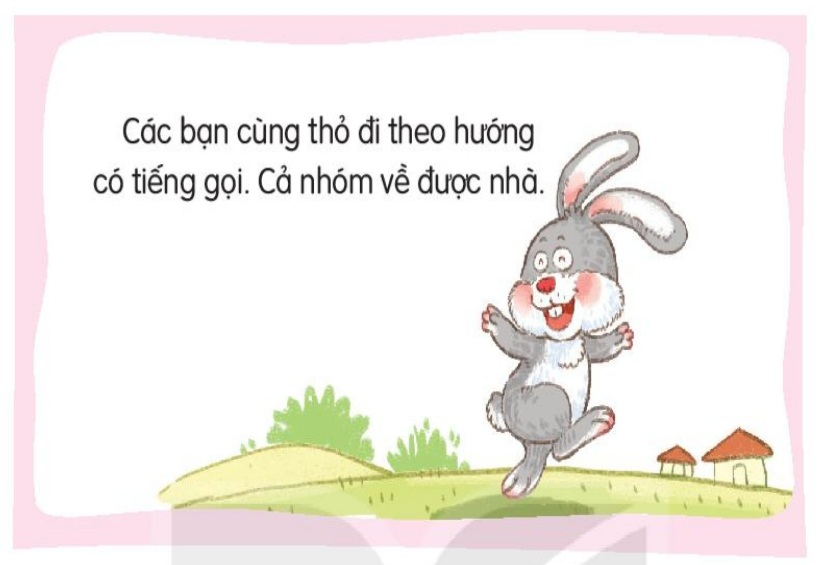 Các bạn cùng thỏ đi theo hướng
có tiếng gọi. Cả nhóm về được nhà.